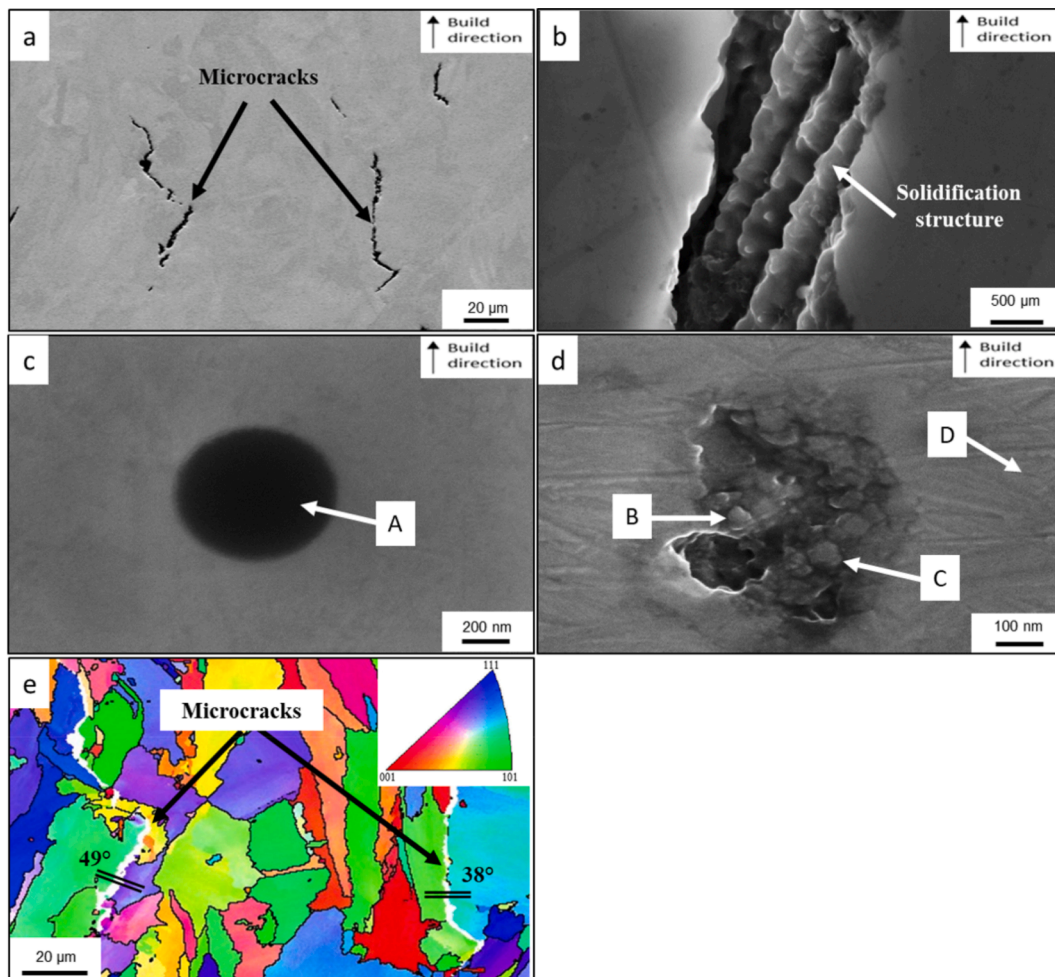 a
Build
direction
Microcracks
20 µm
b
Build
direction
Solidification
structure
500 µm
c
Build
direction
A
200 nm
d
Build
direction
D
B
C
100 nm
e
Microcracks
111
001
101
49°
38°
20 µm